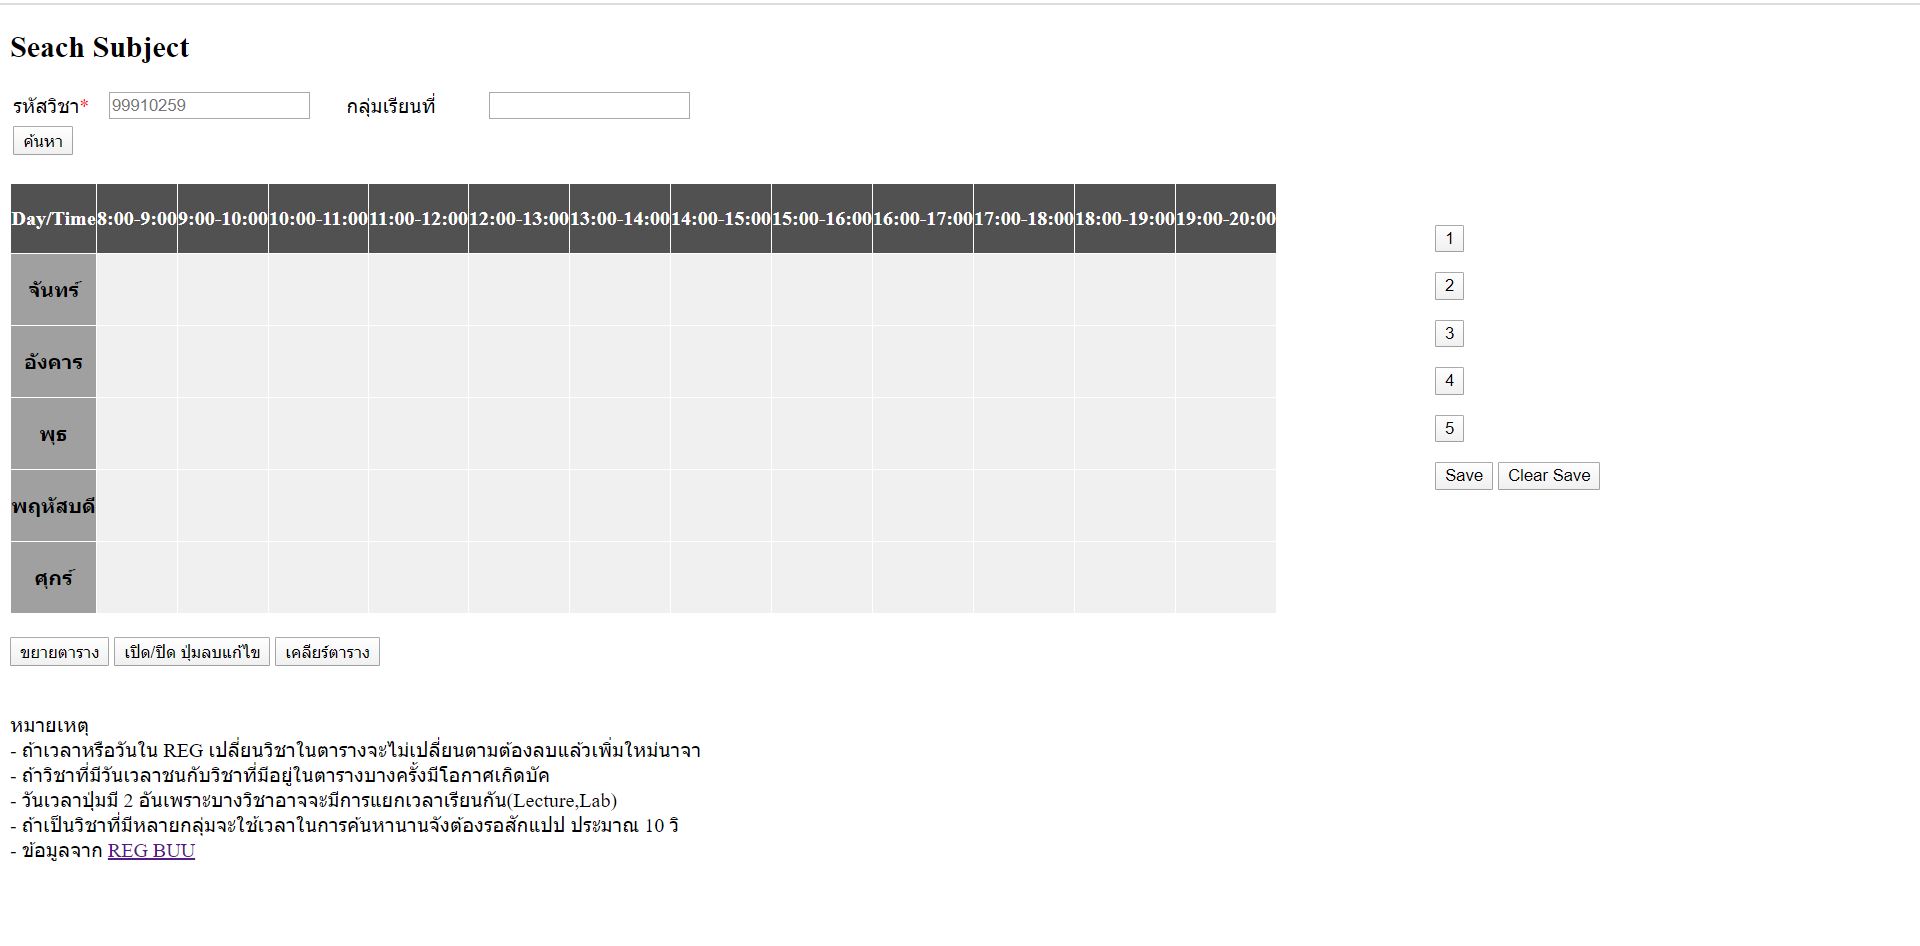 Seach Subject
รหัสวิชา* 99910259 กลุ่มเรียนที่
ค้นหา
Day/Time 8:00-9:00 9:00-10:00 10:00-11:00 11:00-12:00 12:00-13:00 13:00-14:00 14:00-15:00 15:00-16:00 16:00-17:00 17:00-18:00 18:00-19:00 19:00-20:00
จันทร์
อังคาร
พุธ
พฤหัสบดี
ศุกร์
1
2
3
4
5
Save Clear Save
ขยายตาราง เปิด/ปิด ปุ่มลบแก้ไข เคลียร์ตาราง
หมายเหตุ
- ถ้าเวลาหรือวันใน REG เปลี่ยนวิชาในตารางจะไม่เปลี่ยนตามต้องลบแล้วเพิ่มใหม่นาจา
- ถ้าวิชาที่มีวันเวลาชนกับวิชาที่มีอยู่ในตารางบางครั้งมีโอกาศเกิดบัค
- วันเวลาปุ่มมี 2 อันเพราะบางวิชาอาจจะมีการแยกเวลาเรียนกัน(Lecture,Lab)
- ถ้าเป็นวิชาที่มีหลายกลุ่มจะใช้เวลาในการค้นหานานจังต้องรอสักแปป ประมาณ 10 วิ
- ข้อมูลจาก REG BUU